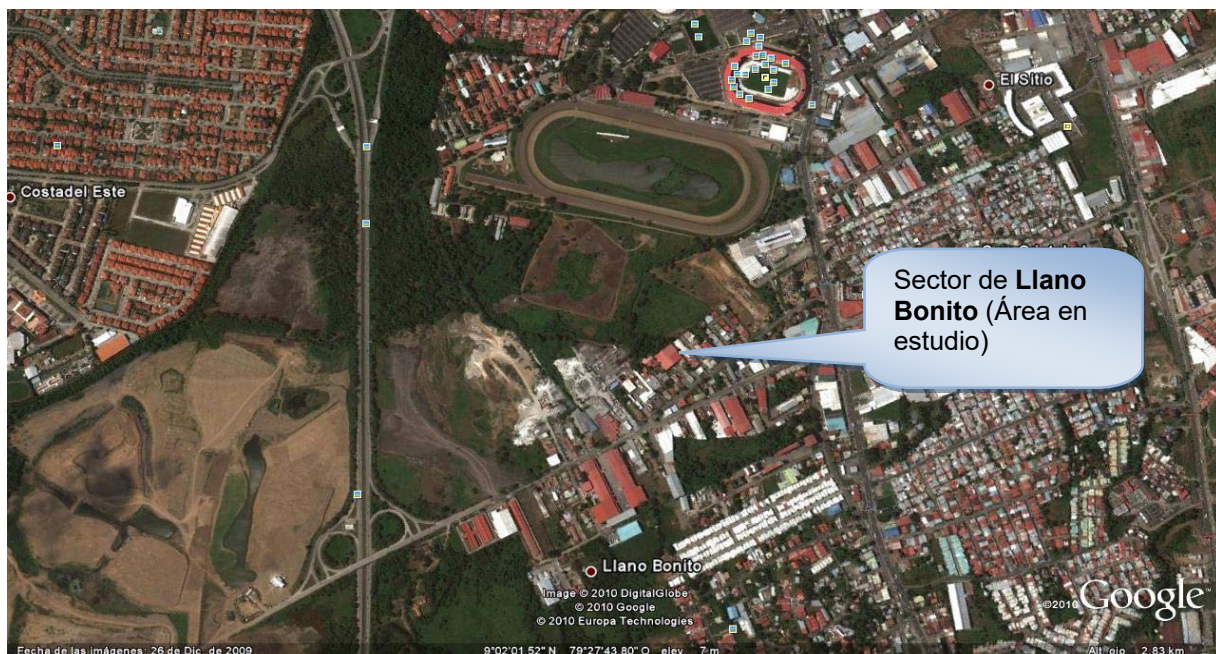 El Sitio
Costadel Este
Sector de Llano
Bonito (Área en
estudio)
Llano Bonito
Image © 2010 DigitalGlobe
© 2010 Google
© 2010 Europa Technologies
©2010 Google
Fecha de las imágenes: 26 de Dic. de 2009
9°02'01.52" N 79°27'43.80" O elev. 7 m
Alt. ojo 2.83 km